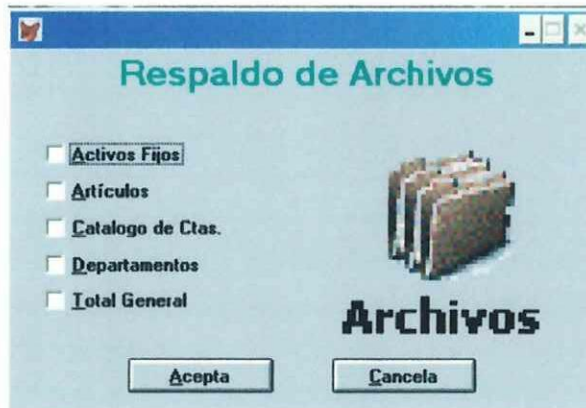 Respaldo de Archivos
Activos Fijos
Artículos
Catalogo de Ctas.
Departamentos
Total General
Archivos
Acepta
Cancela